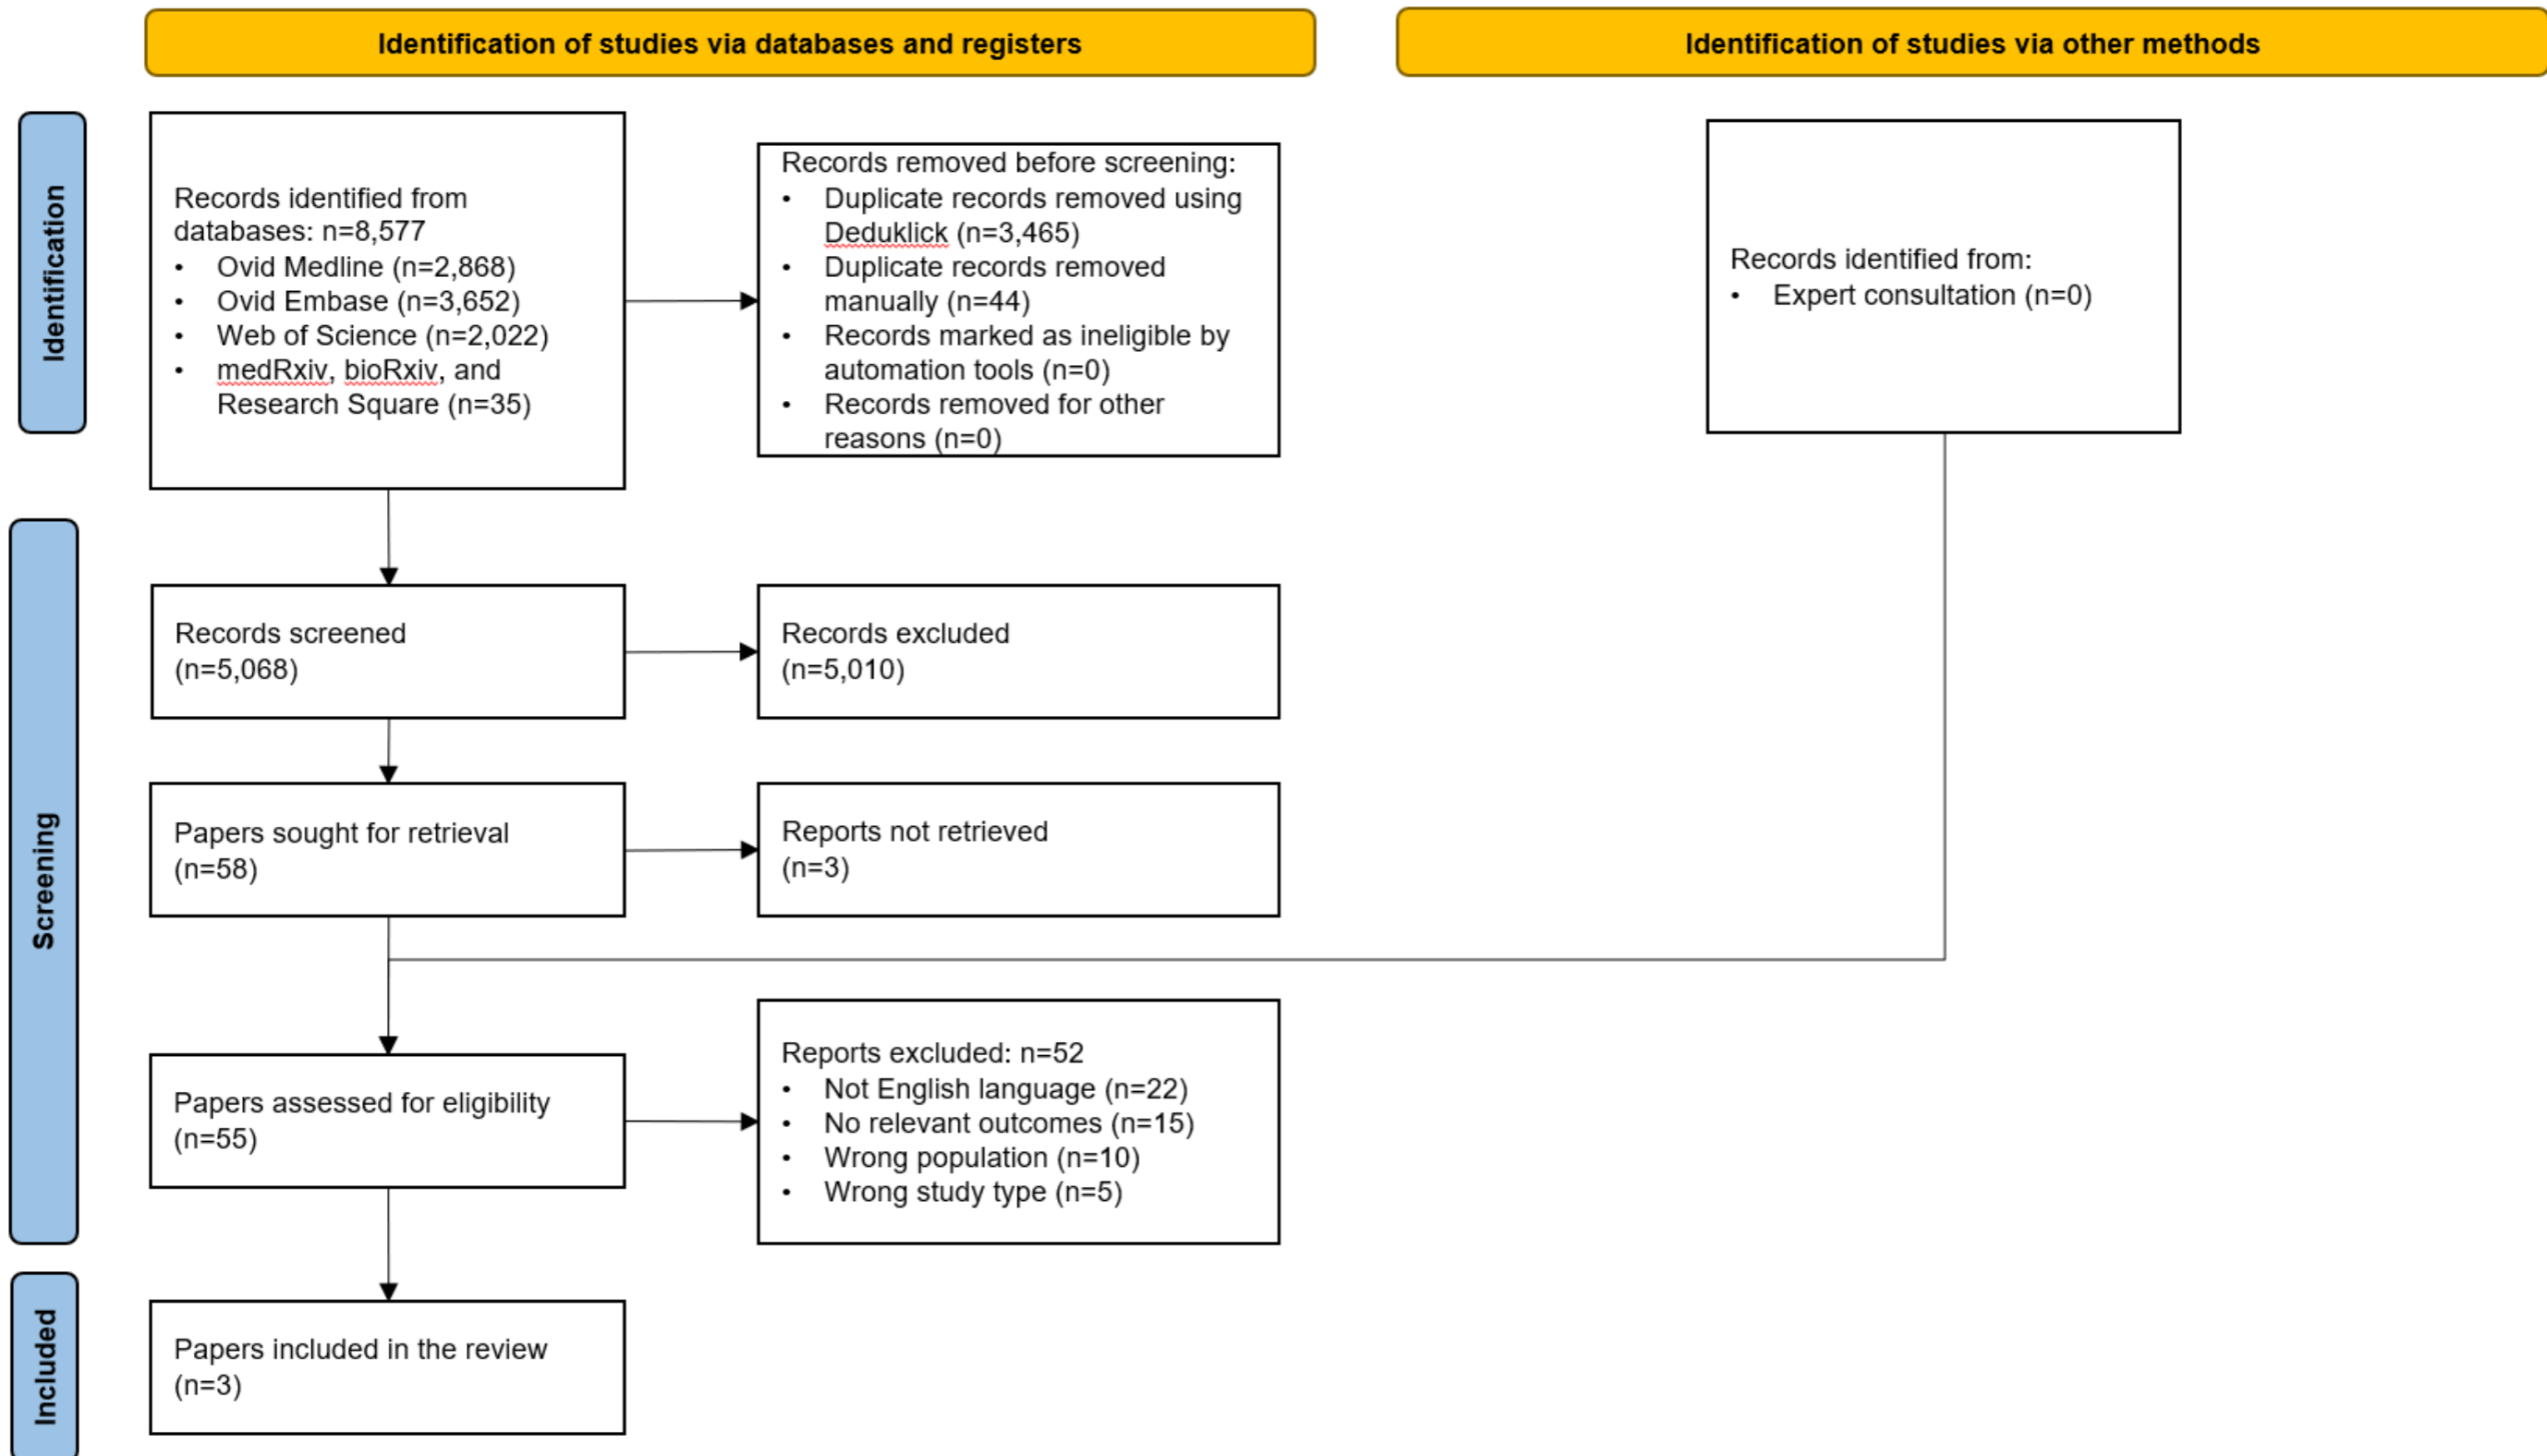 Identification of studies via databases and registers
Identification of studies via other methods
Identification
Records identified from
databases: n=8,577
• Ovid Medline (n=2,868)
• Ovid Embase (n=3,652)
• Web of Science (n=2,022)
• medRxiv, bioRxiv, and
Research Square (n=35)
Records removed before screening:
• Duplicate records removed using
Deduklick (n=3,465)
• Duplicate records removed
manually (n=44)
• Records marked as ineligible by
automation tools (n=0)
• Records removed for other
reasons (n=0)
Records identified from:
• Expert consultation (n=0)
Screening
Records screened
(n=5,068)
Records excluded
(n=5,010)
Papers sought for retrieval
(n=58)
Reports not retrieved
(n=3)
Papers assessed for eligibility
(n=55)
Reports excluded: n=52
• Not English language (n=22)
• No relevant outcomes (n=15)
• Wrong population (n=10)
• Wrong study type (n=5)
Included
Papers included in the review
(n=3)